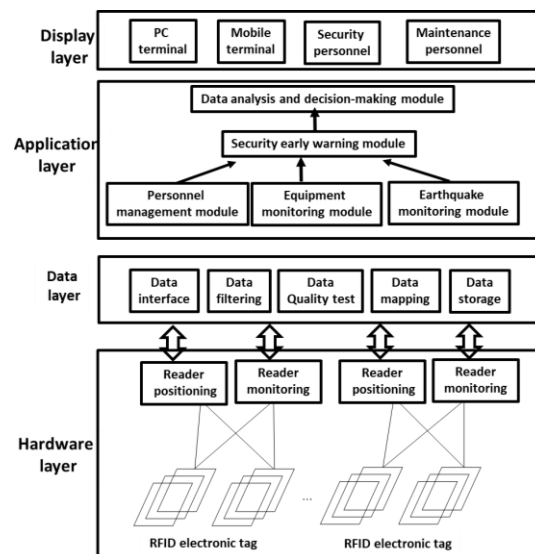 Display
layer
PC
terminal
Mobile
terminal
Security
personnel
Maintenance
personnel
Application
layer
Data analysis and decision-making module
Security early warning module
Personnel
management module
Equipment
monitoring module
Earthquake
monitoring module
Data
layer
Data
interface
Data
filtering
Data
Quality test
Data
mapping
Data
storage
Hardware
layer
Reader
positioning
Reader
monitoring
Reader
positioning
Reader
monitoring
...
RFID electronic tag
RFID electronic tag